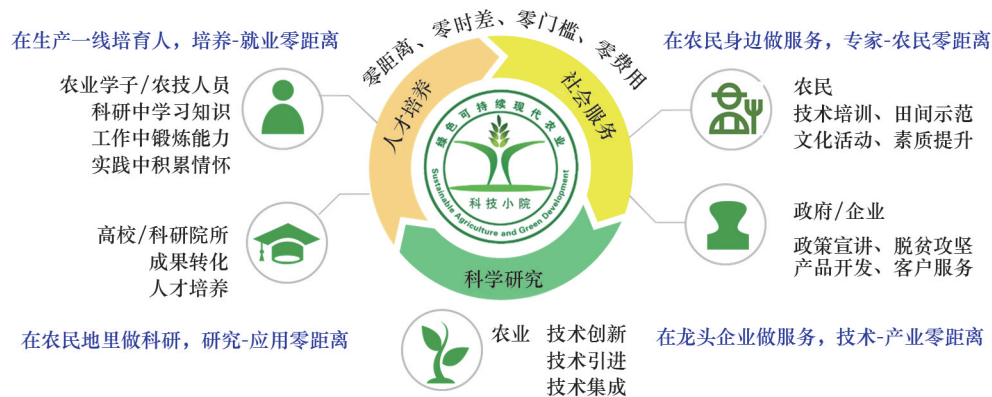 零距离、零时差、零门槛、零费用
在生产一线培育人，培养-就业零距离
农业学子/农技人员
科研中学习知识
工作中锻炼能力
实践中积累情怀
高校/科研院所
成果转化
人才培养
在农民地里做科研，研究-应用零距离
人才培养
社会服务
科学研究
绿色可持续现代农业
科技小院
Sustainable Agriculture and Green Development
农业 技术创新
技术引进
技术集成
在农民身边做服务，专家-农民零距离
农民
技术培训、田间示范
文化活动、素质提升
政府/企业
政策宣讲、脱贫攻坚
产品开发、客户服务
在龙头企业做服务，技术-产业零距离